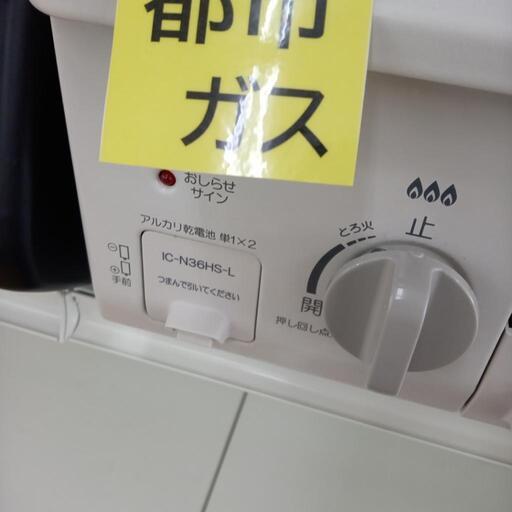 都市
ガス
おしらせ
サイン
アルカリ乾電池 単1×2
IC-N36HS-L
つまんで引いてください
手前
とろ火
止
開
押し回し点